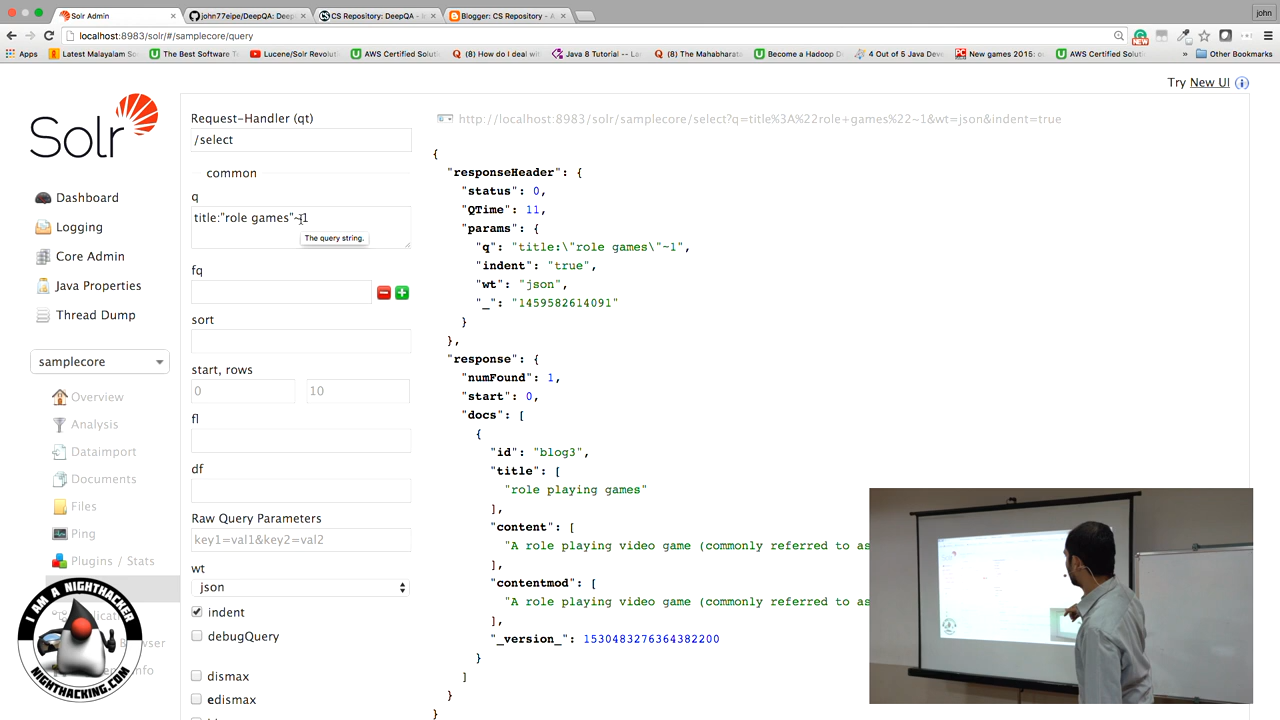 Solr Admin
john77eipe/DeepQA: Deep
CS Repository: DeepQA - I
Blogger: CS Repository - A
john
localhost:8983/solr/#/samplecore/query
Apps
Latest Malayalam So
The Best Software T
Lucene/Solr Revolut
AWS Certified Soluti
(8) How do I deal wi
Java 8 Tutorial -- La
(8) The Mahabharat
Become a Hadoop D
4 Out of 5 Java Deve
New games 2015: o
AWS Certified Soluti
»
Other Bookmarks
Try New UI
Solr
Dashboard
Logging
Core Admin
Java Properties
Thread Dump
samplecore
Overview
Analysis
Dataimport
Documents
Files
Ping
Plugins / Stats
I AM A NIGHTHACKER
NIGHTHACKING.COM
Request-Handler (qt)
/select
common
q
title:"role games"~1
The query string.
fq
sort
start, rows
0
10
fl
df
Raw Query Parameters
key1=val1&key2=val2
wt
json
indent
debugQuery
dismax
edismax
http://localhost:8983/solr/samplecore/select?q=title%3A%22role+games%22~1&wt=json&indent=true
{
"responseHeader": {
"status": 0,
"QTime": 11,
"params": {
"q": "title:\"role games\"~1",
"indent": "true",
"wt": "json",
"_": "1459582614091"
}
},
"response": {
"numFound": 1,
"start": 0,
"docs": [
{
"id": "blog3",
"title": [
"role playing games"
],
"content": [
"A role playing video game (commonly referred to as
],
"contentmod": [
"A role playing video game (commonly referred to as
],
"_version_": 1530483276364382200
}
]
}
}